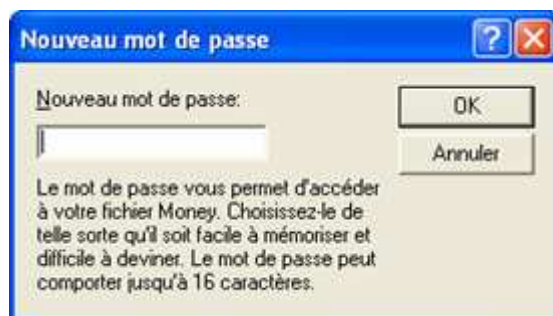 Nouveau mot de passe
Nouveau mot de passe:
OK
Annuler
Le mot de passe vous permet d'accéder
à votre fichier Money. Choisissez-le de
telle sorte qu'il soit facile à mémoriser et
difficile à deviner. Le mot de passe peut
comporter jusqu'à 16 caractères.